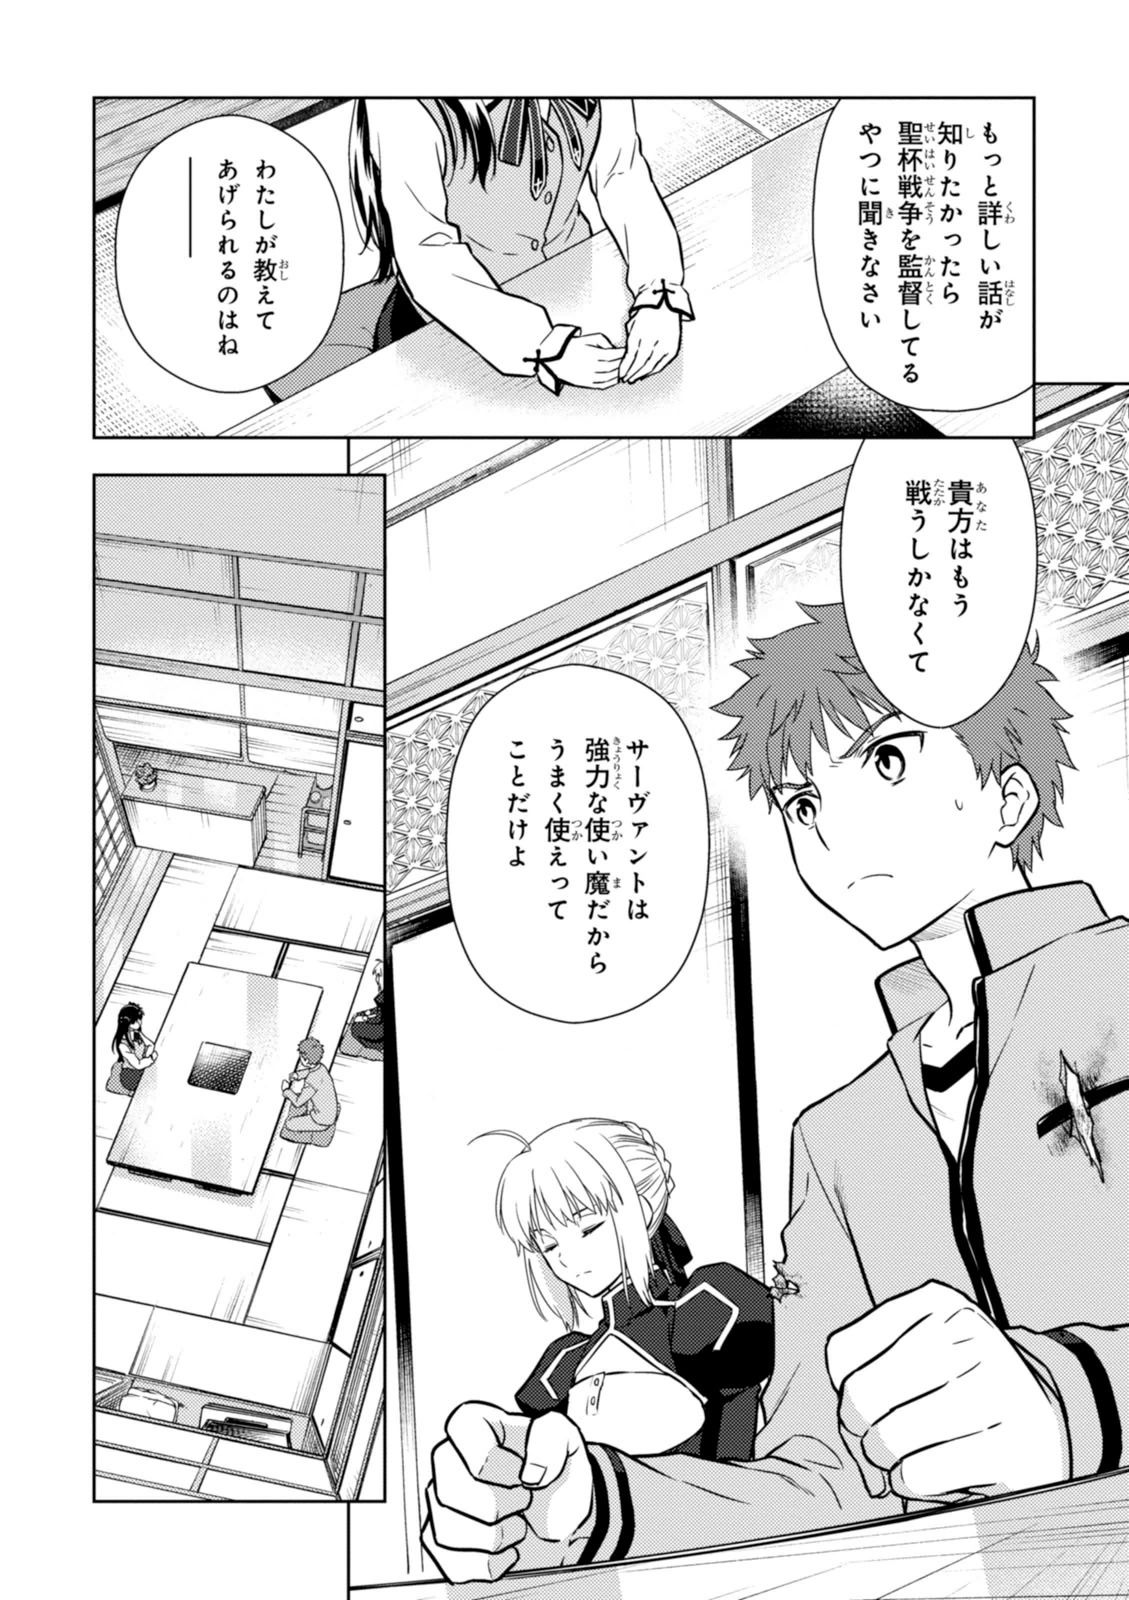 もっと詳しい話が
知りたかったら
聖杯戦争を監督してる
やつに聞きなさい
わたしが教えて
あげられるのはね
――
貴方はもう
戦うしかなくて
サーヴァントは
強力な使い魔だから
うまく使えって
ことだけよ